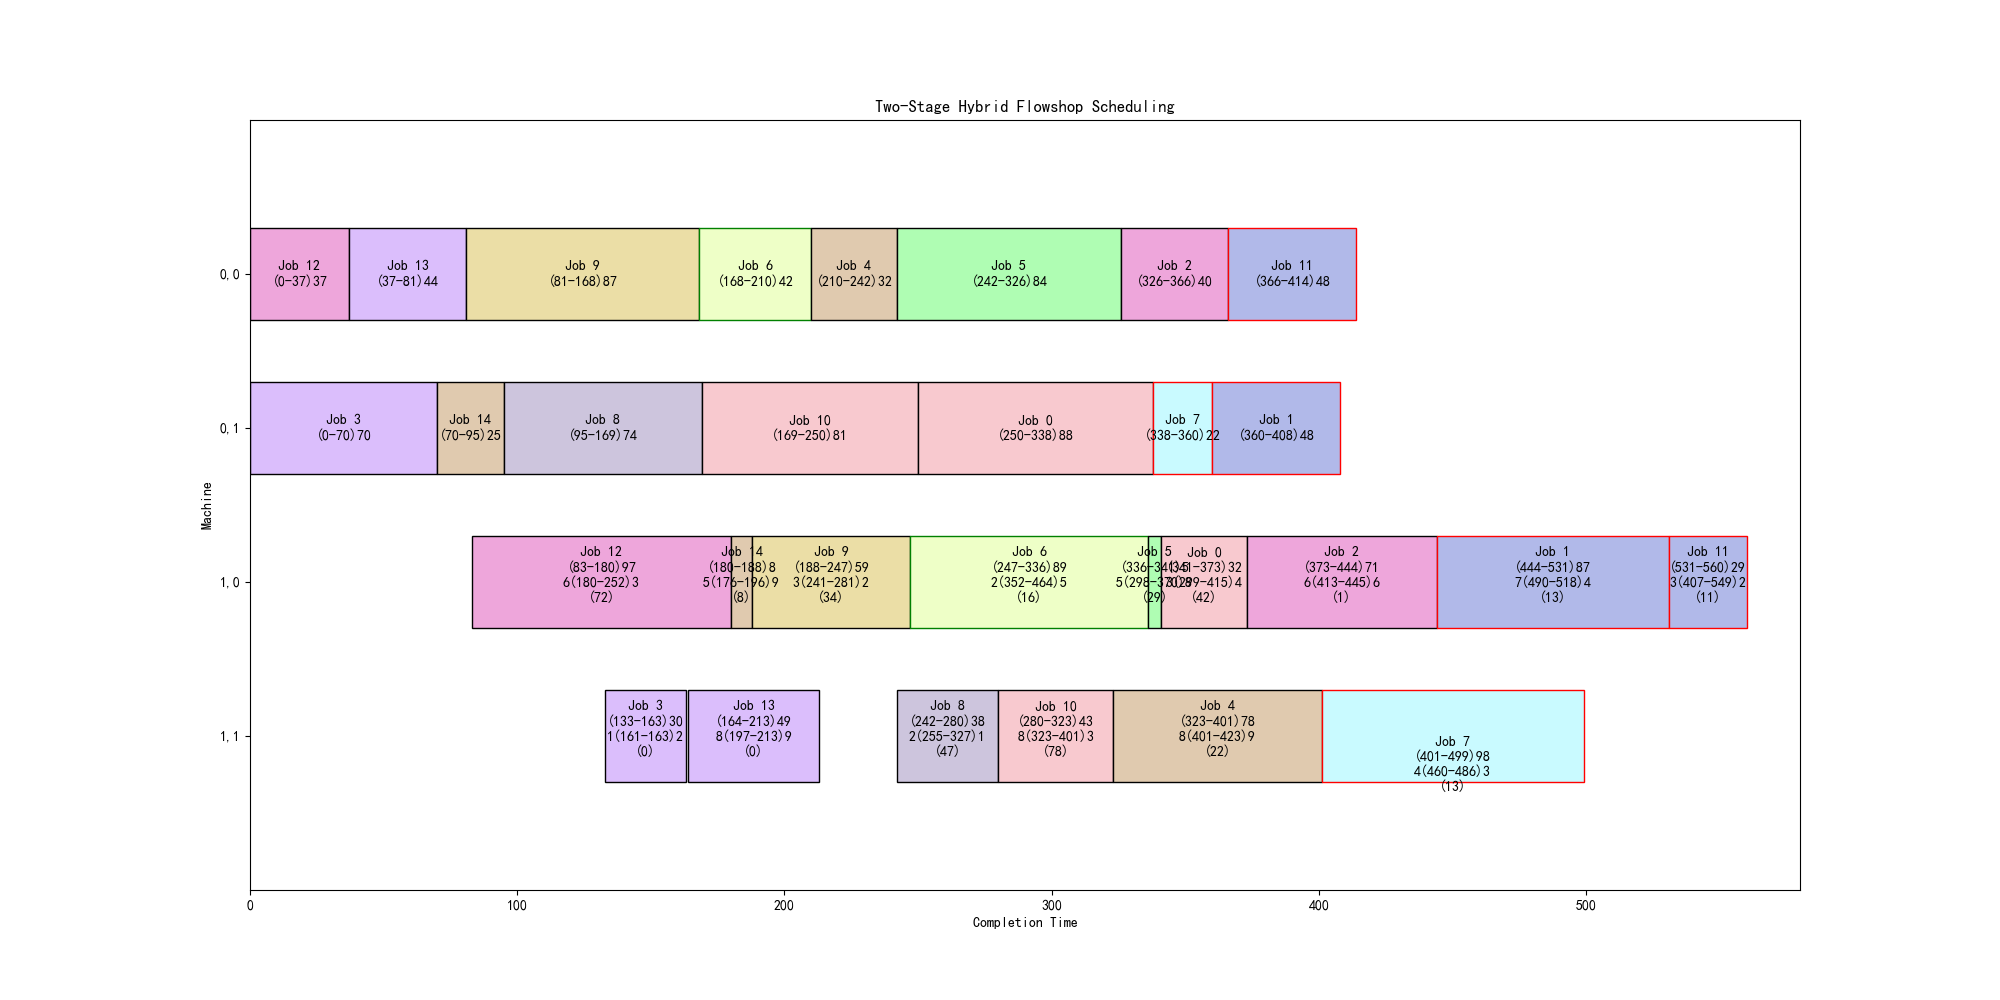 Two-Stage Hybrid Flowshop Scheduling
Machine
0,0
Job 12
(0-37)37
Job 13
(37-81)44
Job 9
(81-168)87
Job 6
(168-210)42
Job 4
(210-242)32
Job 5
(242-326)84
Job 2
(326-366)40
Job 11
(366-414)48
0,1
Job 3
(0-70)70
Job 14
(70-95)25
Job 8
(95-169)74
Job 10
(169-250)81
Job 0
(250-338)88
Job 7
(338-360)22
Job 1
(360-408)48
1,0
Job 12
(83-180)97
6(180-252)3
(72)
Job 14
(180-188)8
5(176-196)9
(8)
Job 9
(188-247)59
3(241-281)2
(34)
Job 6
(247-336)89
2(352-464)5
(16)
Job 5
(336-341)5
(29)
Job 0
(341-373)32
(42)
Job 2
(373-444)71
6(413-445)6
(1)
Job 1
(444-531)87
7(490-518)4
(13)
Job 11
(531-560)29
3(407-549)2
(11)
1,1
Job 3
(133-163)30
1(161-163)2
(0)
Job 13
(164-213)49
8(197-213)9
(0)
Job 8
(242-280)38
2(255-327)1
(47)
Job 10
(280-323)43
8(323-401)3
(78)
Job 4
(323-401)78
8(401-423)9
(22)
Job 7
(401-499)98
4(460-486)3
(13)
0
100
200
300
400
500
Completion Time